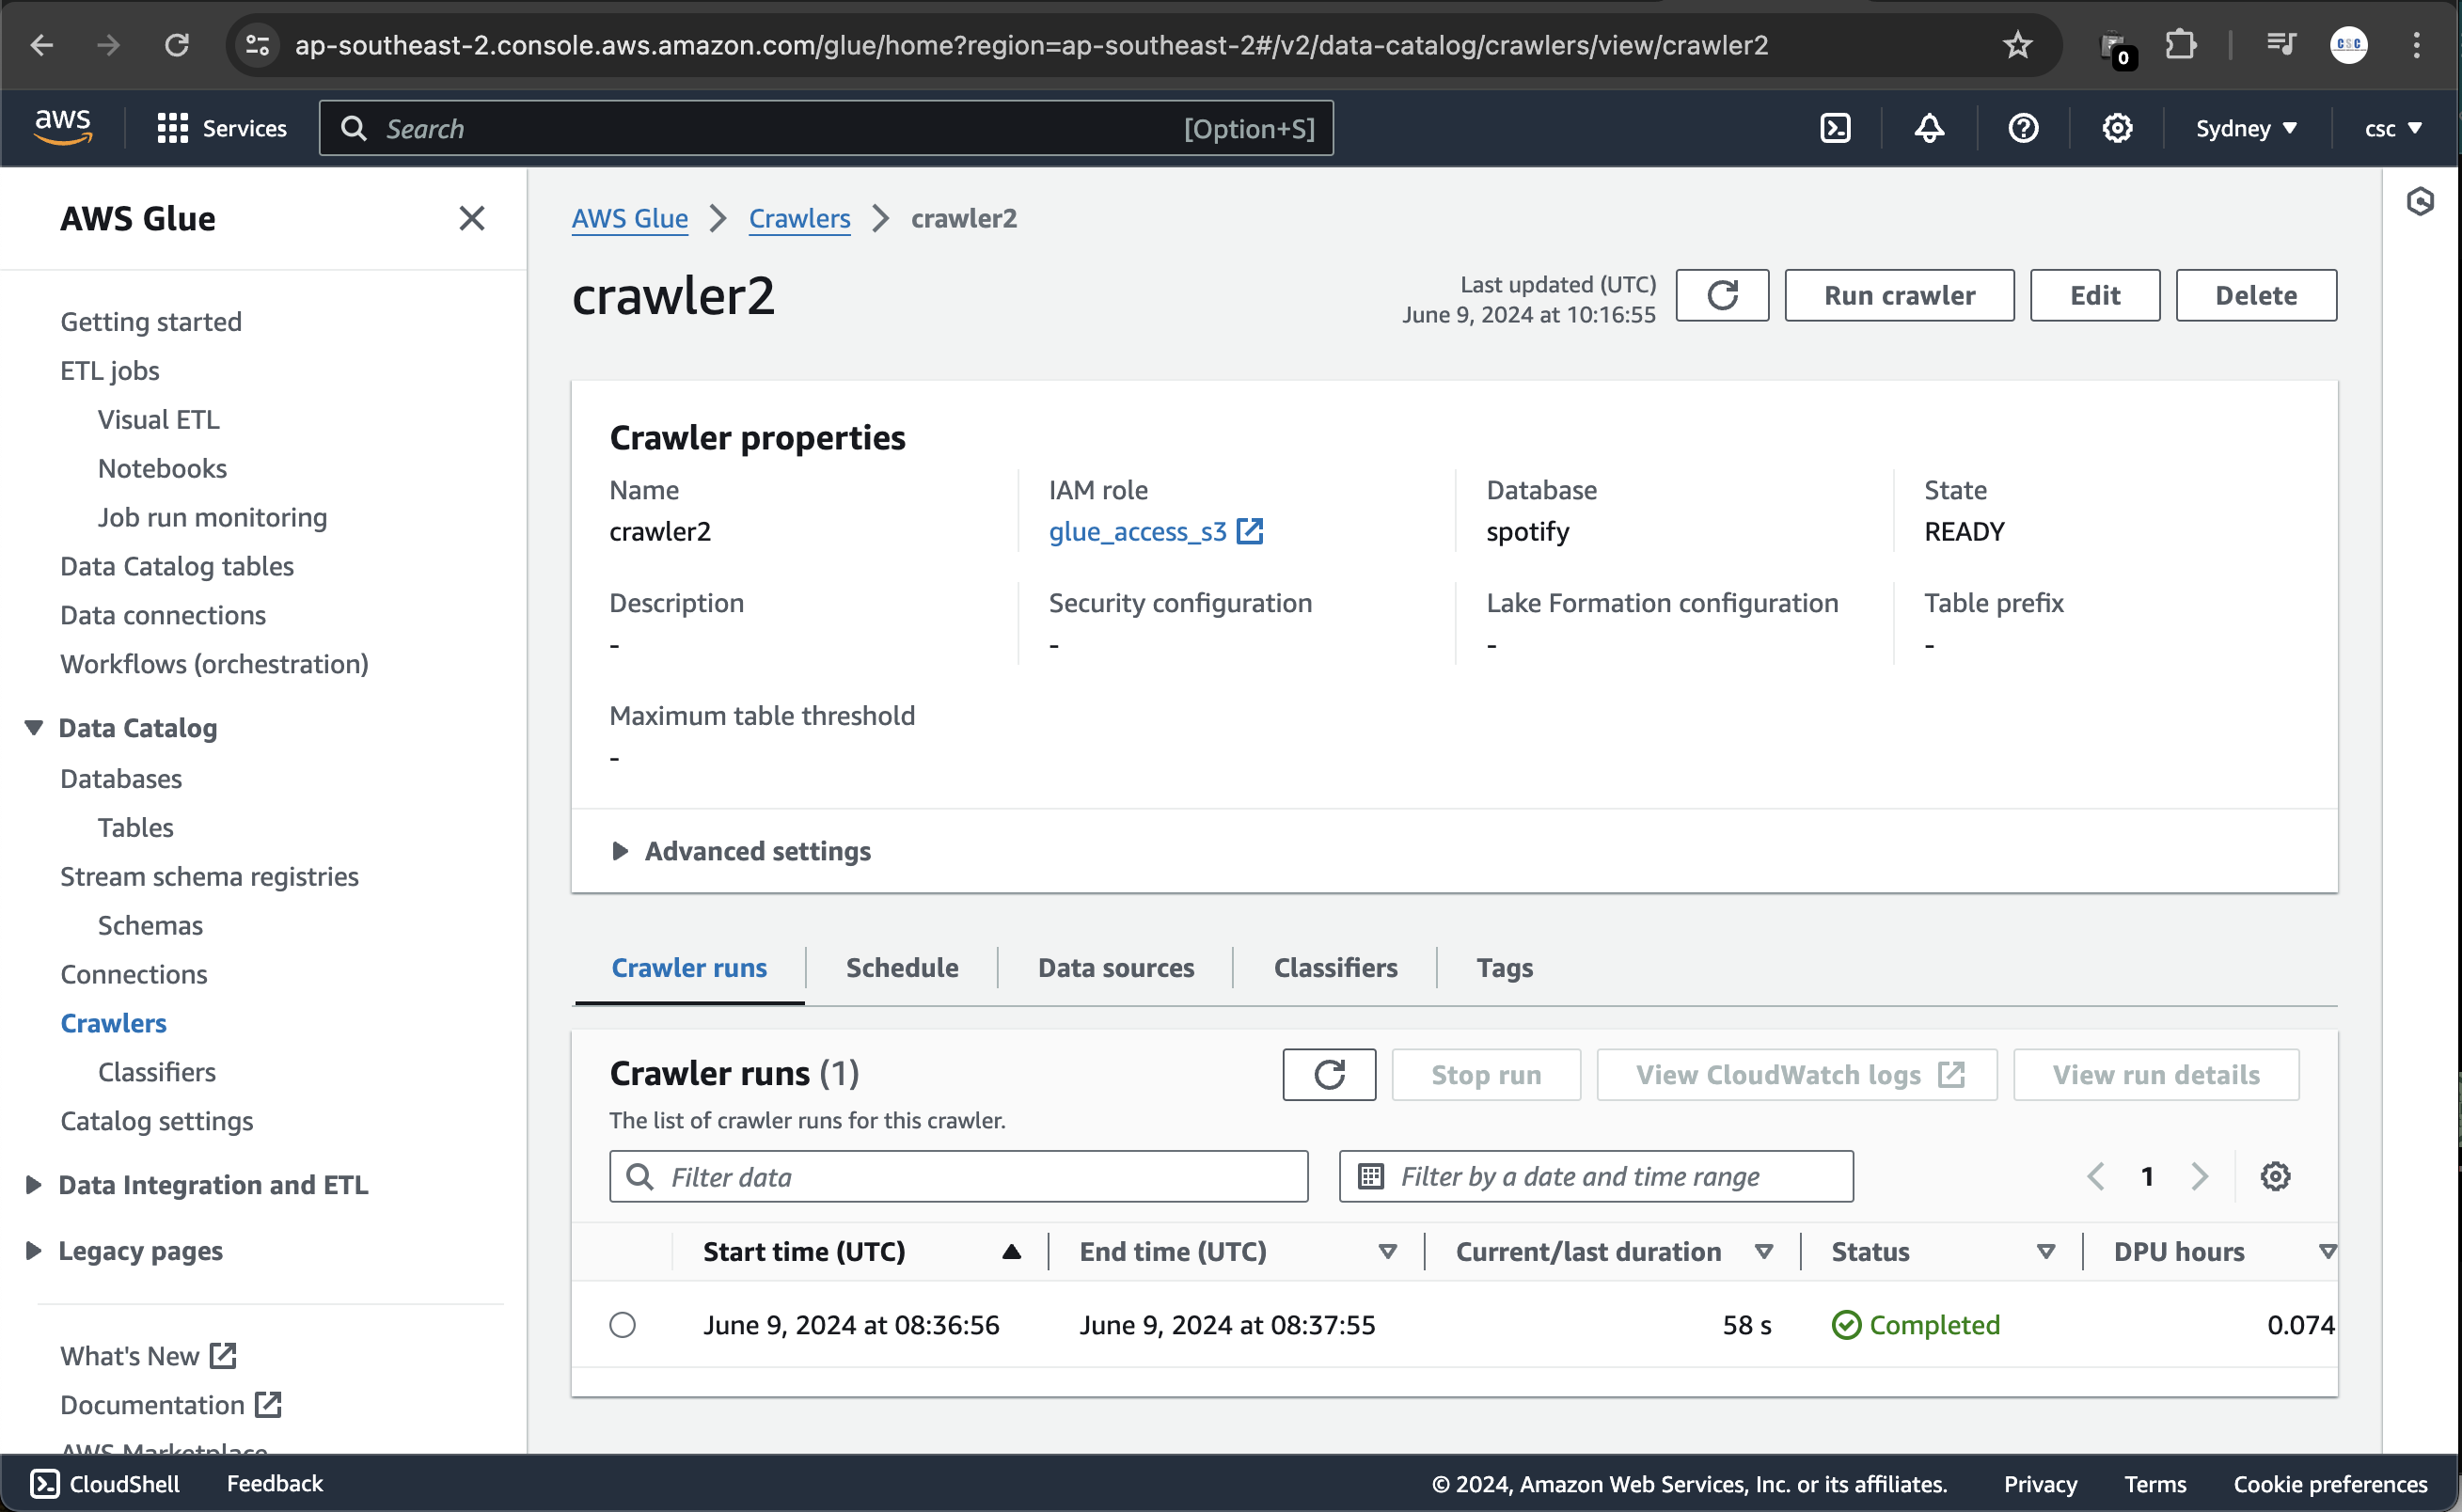 ap-southeast-2.console.aws.amazon.com/glue/home?region=ap-southeast-2#/v2/data-catalog/crawlers/view/crawler2
0
CSC
aws
Services
Search
[Option+S]
Sydney
csc
AWS Glue
Getting started
ETL jobs
Visual ETL
Notebooks
Job run monitoring
Data Catalog tables
Data connections
Workflows (orchestration)
Data Catalog
Databases
Tables
Stream schema registries
Schemas
Connections
Crawlers
Classifiers
Catalog settings
Data Integration and ETL
Legacy pages
What's New
Documentation
AWS Marketplace
AWS Glue > Crawlers > crawler2
crawler2
Last updated (UTC)
June 9, 2024 at 10:16:55
Run crawler
Edit
Delete
Crawler properties
Name
crawler2
IAM role
glue_access_s3
Database
spotify
State
READY
Description
-
Security configuration
-
Lake Formation configuration
-
Table prefix
-
Maximum table threshold
-
Advanced settings
Crawler runs
Schedule
Data sources
Classifiers
Tags
Crawler runs (1)
The list of crawler runs for this crawler.
Stop run
View CloudWatch logs
View run details
Filter data
Filter by a date and time range
1
Start time (UTC)
End time (UTC)
Current/last duration
Status
DPU hours
June 9, 2024 at 08:36:56
June 9, 2024 at 08:37:55
58 s
Completed
0.074
CloudShell
Feedback
© 2024, Amazon Web Services, Inc. or its affiliates.
Privacy
Terms
Cookie preferences